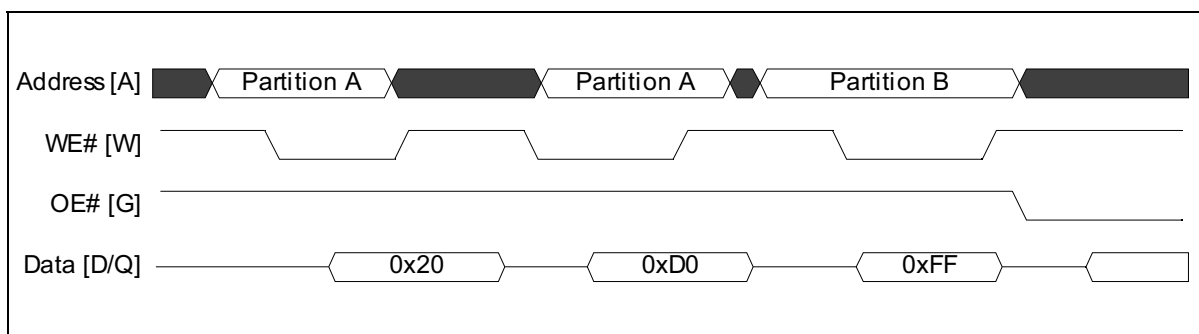 Address [A] Partition A Partition A Partition B
WE# [W]
OE# [G]
Data [D/Q] 0x20 0xD0 0xFF